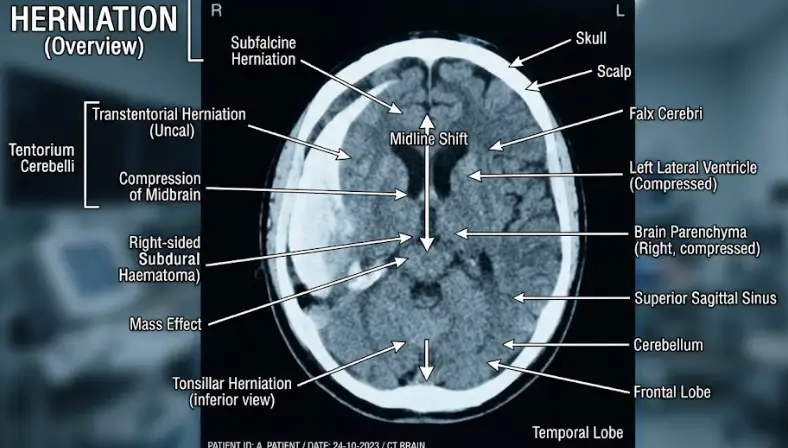 HERNIATION
(Overview)
R
L
Subfalcine
Herniation
Skull
Scalp
Transtentorial Herniation
(Uncal)
Tentorium
Cerebelli
Midline Shift
Falx Cerebri
Compression
of Midbrain
Left Lateral Ventricle
(Compressed)
Right-sided
Subdural
Haematoma)
Brain Parenchyma
(Right, compressed)
Mass Effect
Superior Sagittal Sinus
Cerebellum
Tonsillar Herniation
(inferior view)
Frontal Lobe
Temporal Lobe
PATIENT ID: A. PATIENT / DATE: 24-10-2023 / CT BRAIN